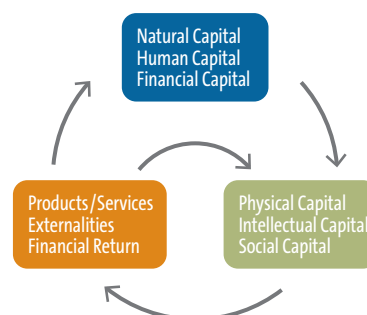 Natural Capital
Human Capital
Financial Capital
Products/Services
Externalities
Financial Return
Physical Capital
Intellectual Capital
Social Capital